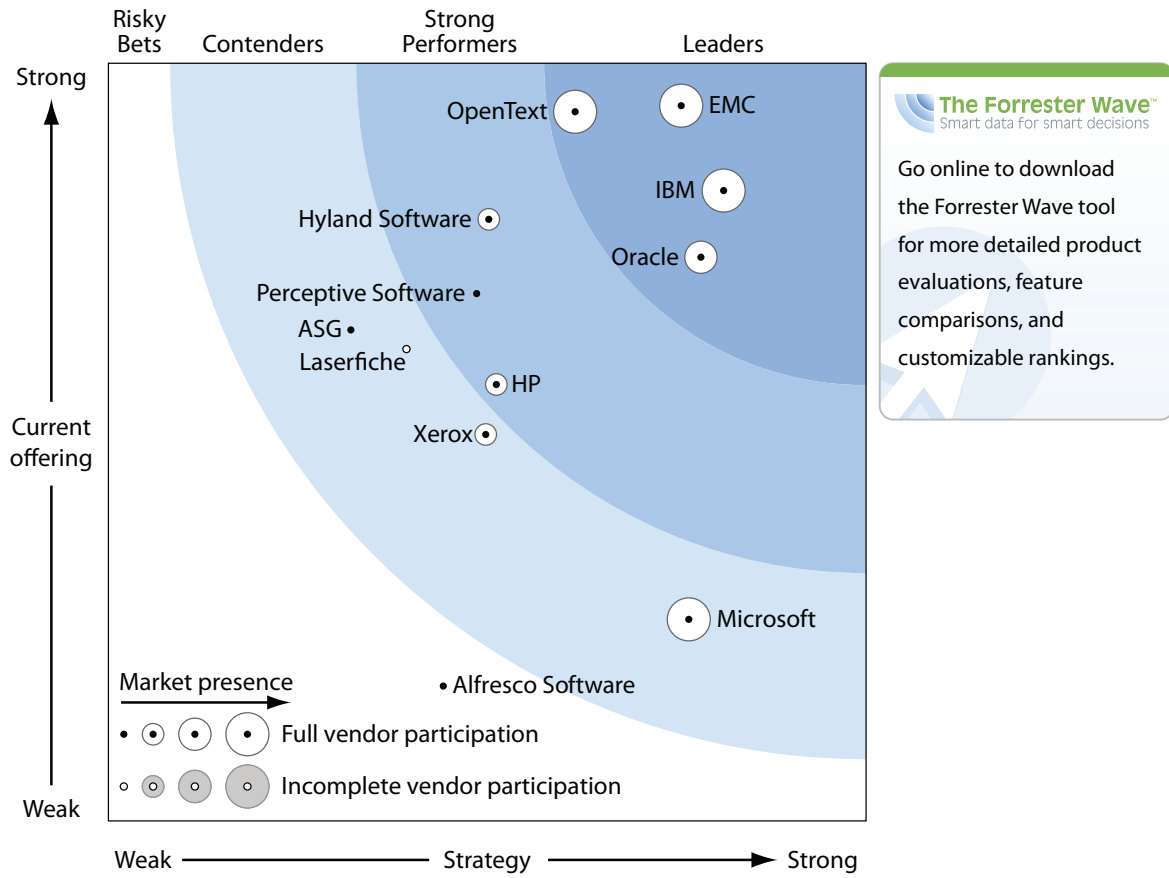 Risky
Bets
Contenders
Strong
Performers
Leaders
Strong
OpenText
EMC
IBM
Hyland Software
Oracle
Perceptive Software
ASG
Laserfiche
HP
Current
offering
Xerox
Microsoft
Alfresco Software
Market presence
Full vendor participation
Incomplete vendor participation
Weak
Weak
Strategy
Strong
The Forrester Wave™
Smart data for smart decisions
Go online to download
the Forrester Wave tool
for more detailed product
evaluations, feature
comparisons, and
customizable rankings.